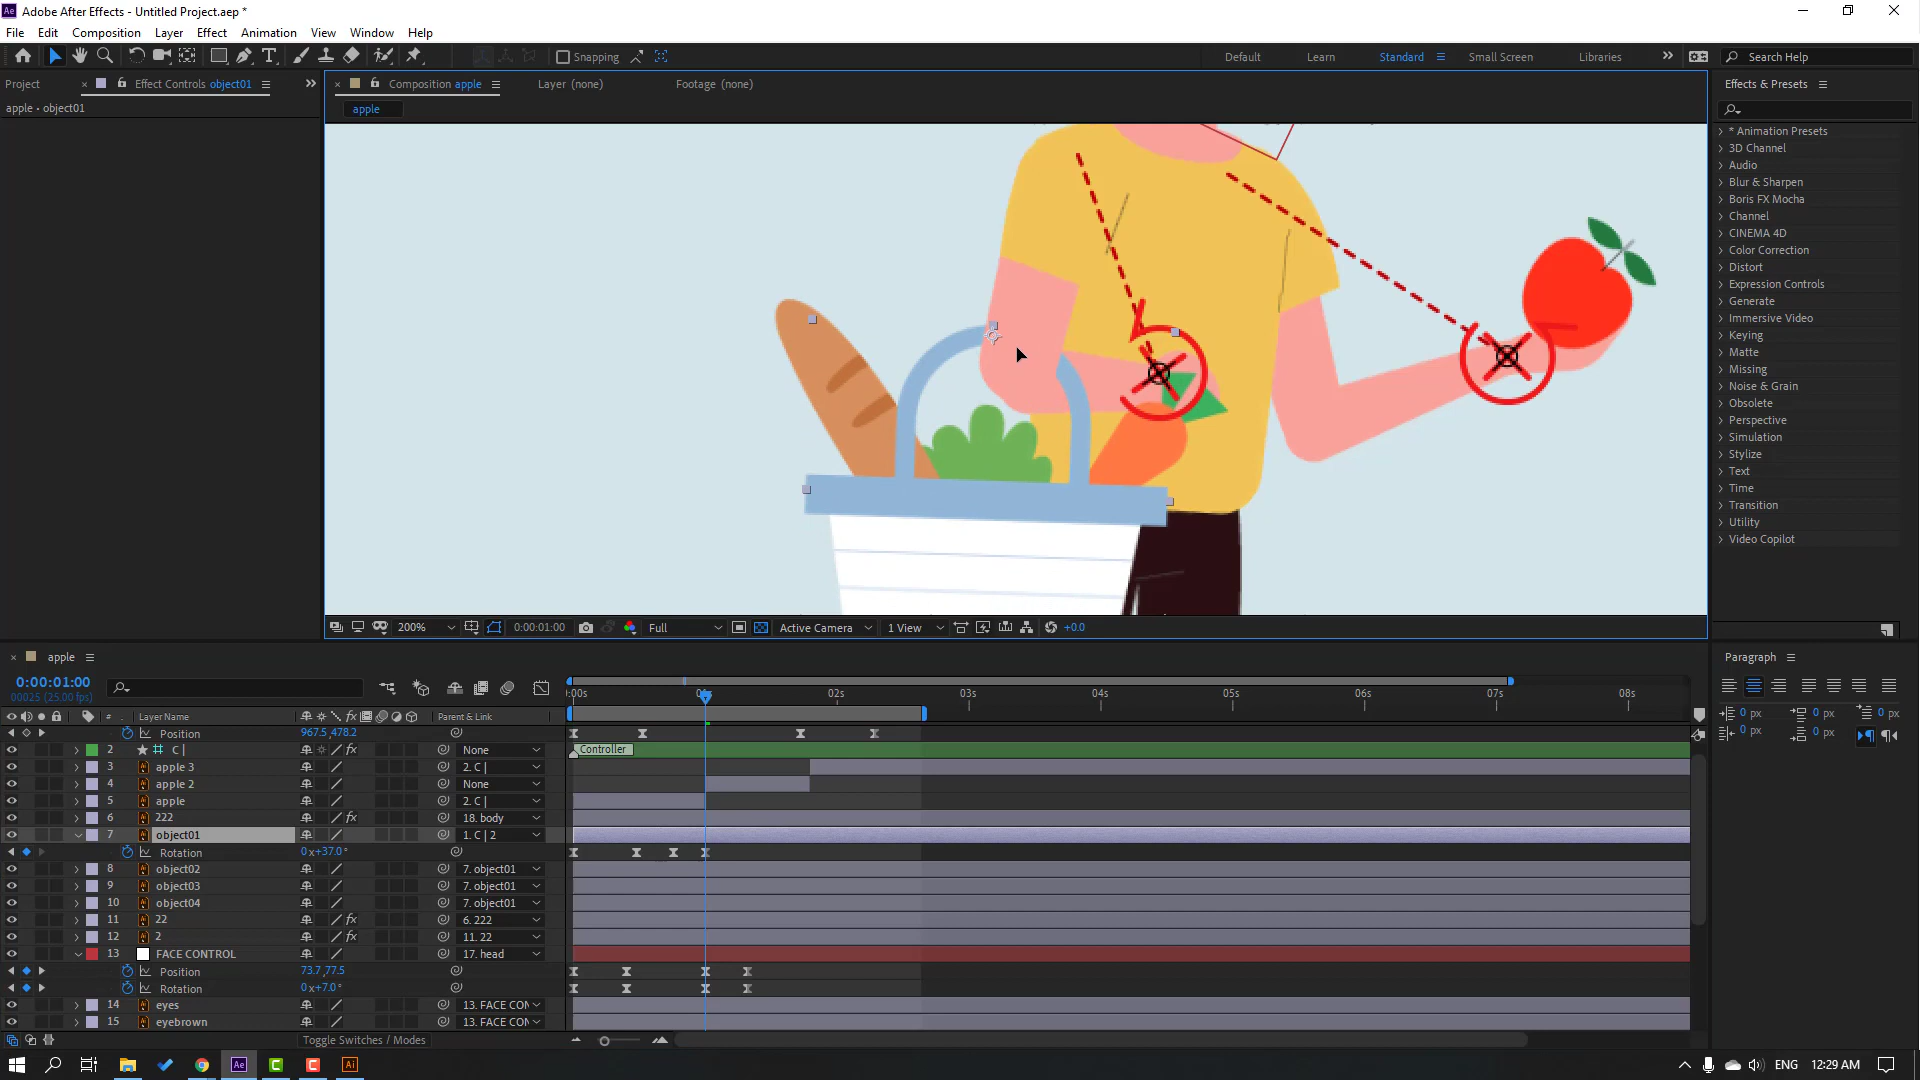 Ae Adobe After Effects - Untitled Project.aep *
File Edit Composition Layer Effect Animation View Window Help
Snapping Default Learn Standard Small Screen Libraries Search Help
Project Effect Controls object01 Composition apple Layer (none) Footage (none) Effects & Presets
apple • object01
apple
* Animation Presets
3D Channel
Audio
Blur & Sharpen
Boris FX Mocha
Channel
CINEMA 4D
Color Correction
Distort
Expression Controls
Generate
Immersive Video
Keying
Matte
Missing
Noise & Grain
Obsolete
Perspective
Simulation
Stylize
Text
Time
Transition
Utility
Video Copilot
200% 0:00:01:00 Full Active Camera 1 View +0.0
apple
Paragraph
0:00:01:00
00025 (25.00 fps)
0 px 0 px 0 px
0 px 0 px
:00s 02s 03s 04s 05s 06s 07s 08s
# Layer Name Parent & Link
Position 967.5,478.2
2 C | None Controller
3 apple 3 2. C |
4 apple 2 None
5 apple 2. C |
6 222 18. body
7 object01 1. C | 2
Rotation 0x+37.0°
8 object02 7. object01
9 object03 7. object01
10 object04 7. object01
11 22 6. 222
12 2 11. 22
13 FACE CONTROL 17. head
Position 73.7,77.5
Rotation 0x+7.0°
14 eyes 13. FACE CON
15 eyebrown 13. FACE CON
Toggle Switches / Modes
Ae C C Ai ENG 12:29 AM